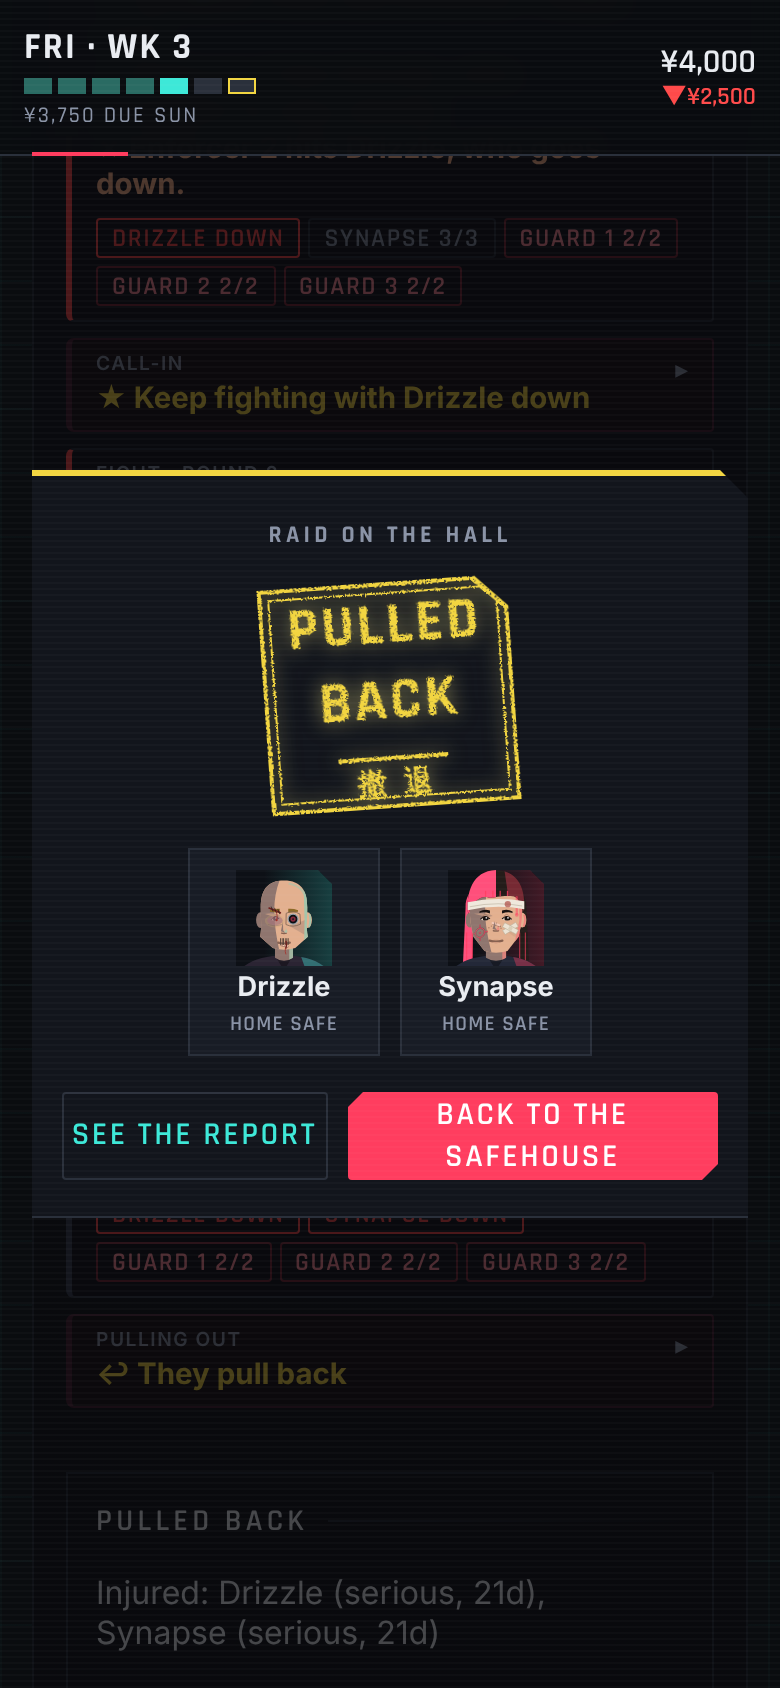 FRI · WK 3
¥3,750 DUE SUN
¥4,000
▼¥2,500
down.
DRIZZLE DOWN
SYNAPSE 3/3
GUARD 1 2/2
GUARD 2 2/2
GUARD 3 2/2
CALL-IN
★ Keep fighting with Drizzle down
RAID ON THE HALL
PULLED
BACK
撤退
Drizzle
HOME SAFE
Synapse
HOME SAFE
SEE THE REPORT
BACK TO THE
SAFEHOUSE
DRIZZLE DOWN
SYNAPSE DOWN
GUARD 1 2/2
GUARD 2 2/2
GUARD 3 2/2
PULLING OUT
↩ They pull back
PULLED BACK
Injured: Drizzle (serious, 21d),
Synapse (serious, 21d)